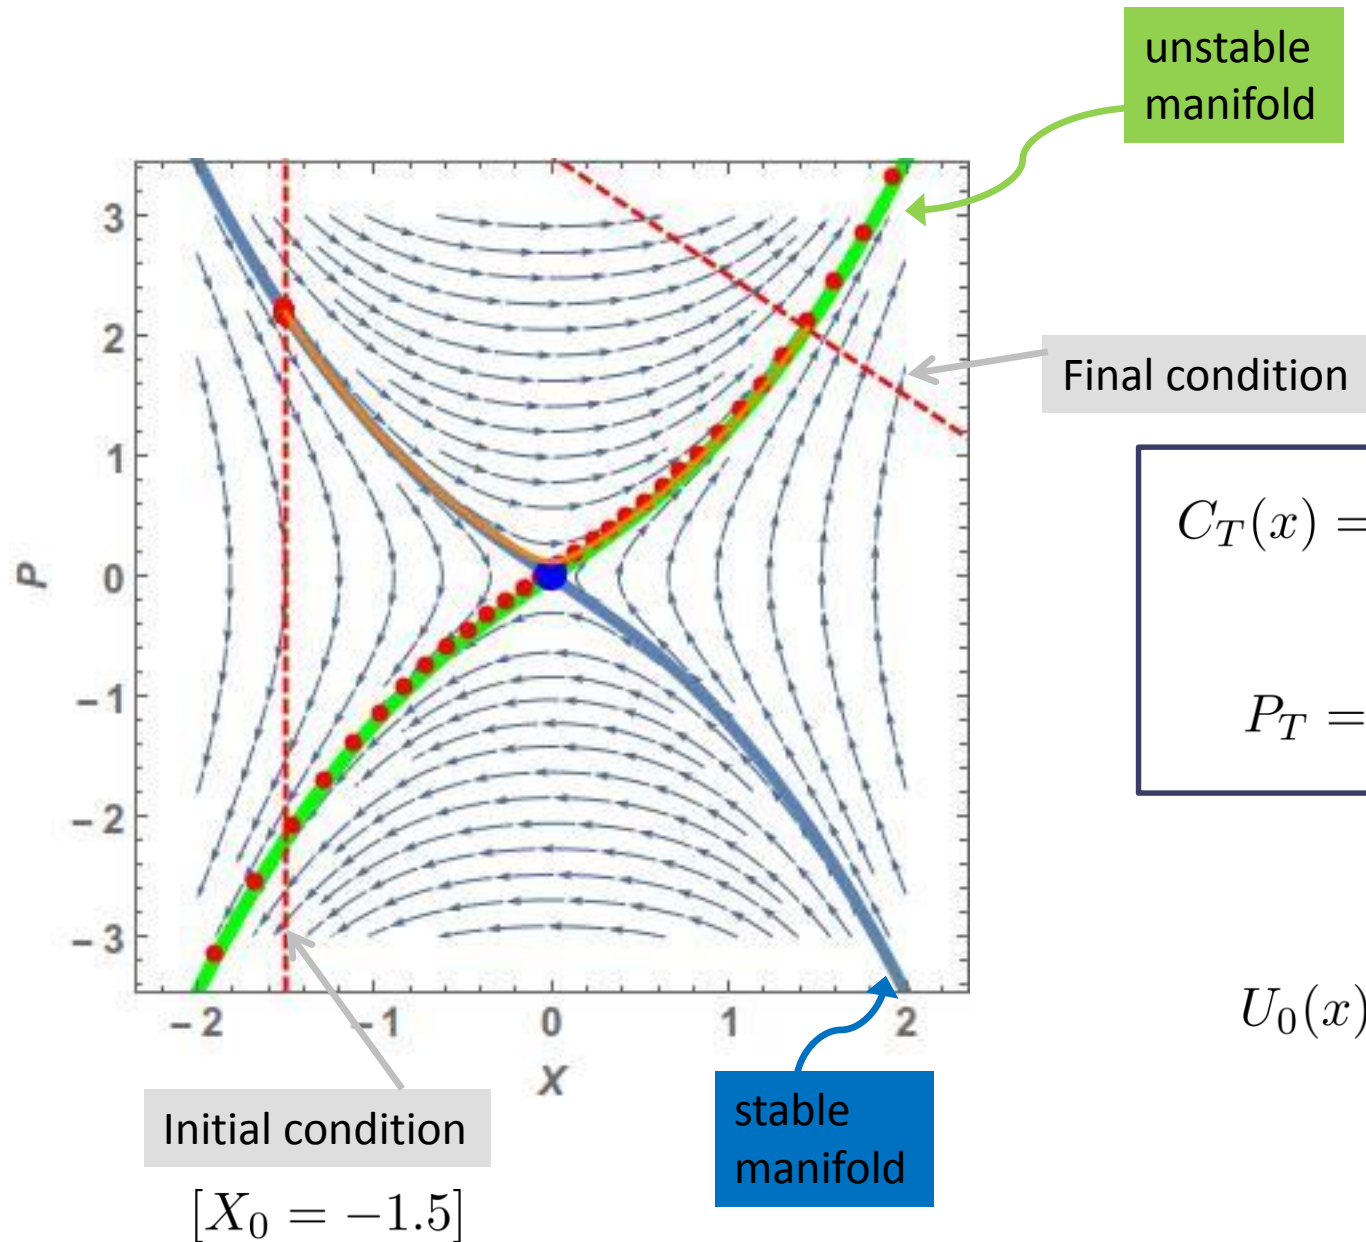 unstable
manifold
3
2
1
0
−1
−2
−3
P
−2
−1
0
1
2
X
Final condition
C_T(x) =
P_T =
U_0(x)
Initial condition
[X_0 = −1.5]
stable
manifold